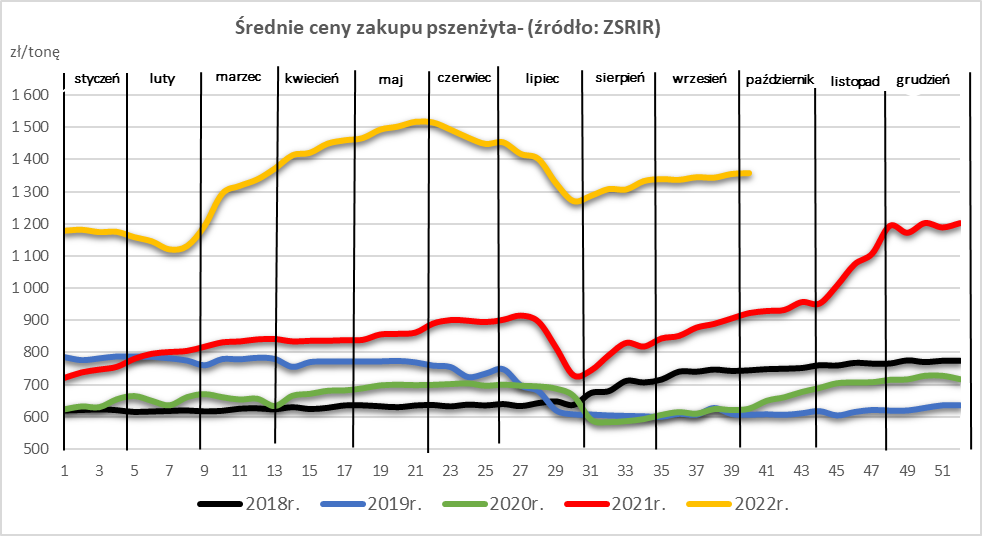 Średnie ceny zakupu pszenżyta- (źródło: ZSRIR)
zł/tonę
styczeń luty marzec kwiecień maj czerwiec lipiec sierpień wrzesień październik listopad grudzień
1 600
1 500
1 400
1 300
1 200
1 100
1 000
900
800
700
600
500
1 3 5 7 9 11 13 15 17 19 21 23 25 27 29 31 33 35 37 39 41 43 45 47 49 51
2018r. 2019r. 2020r. 2021r. 2022r.